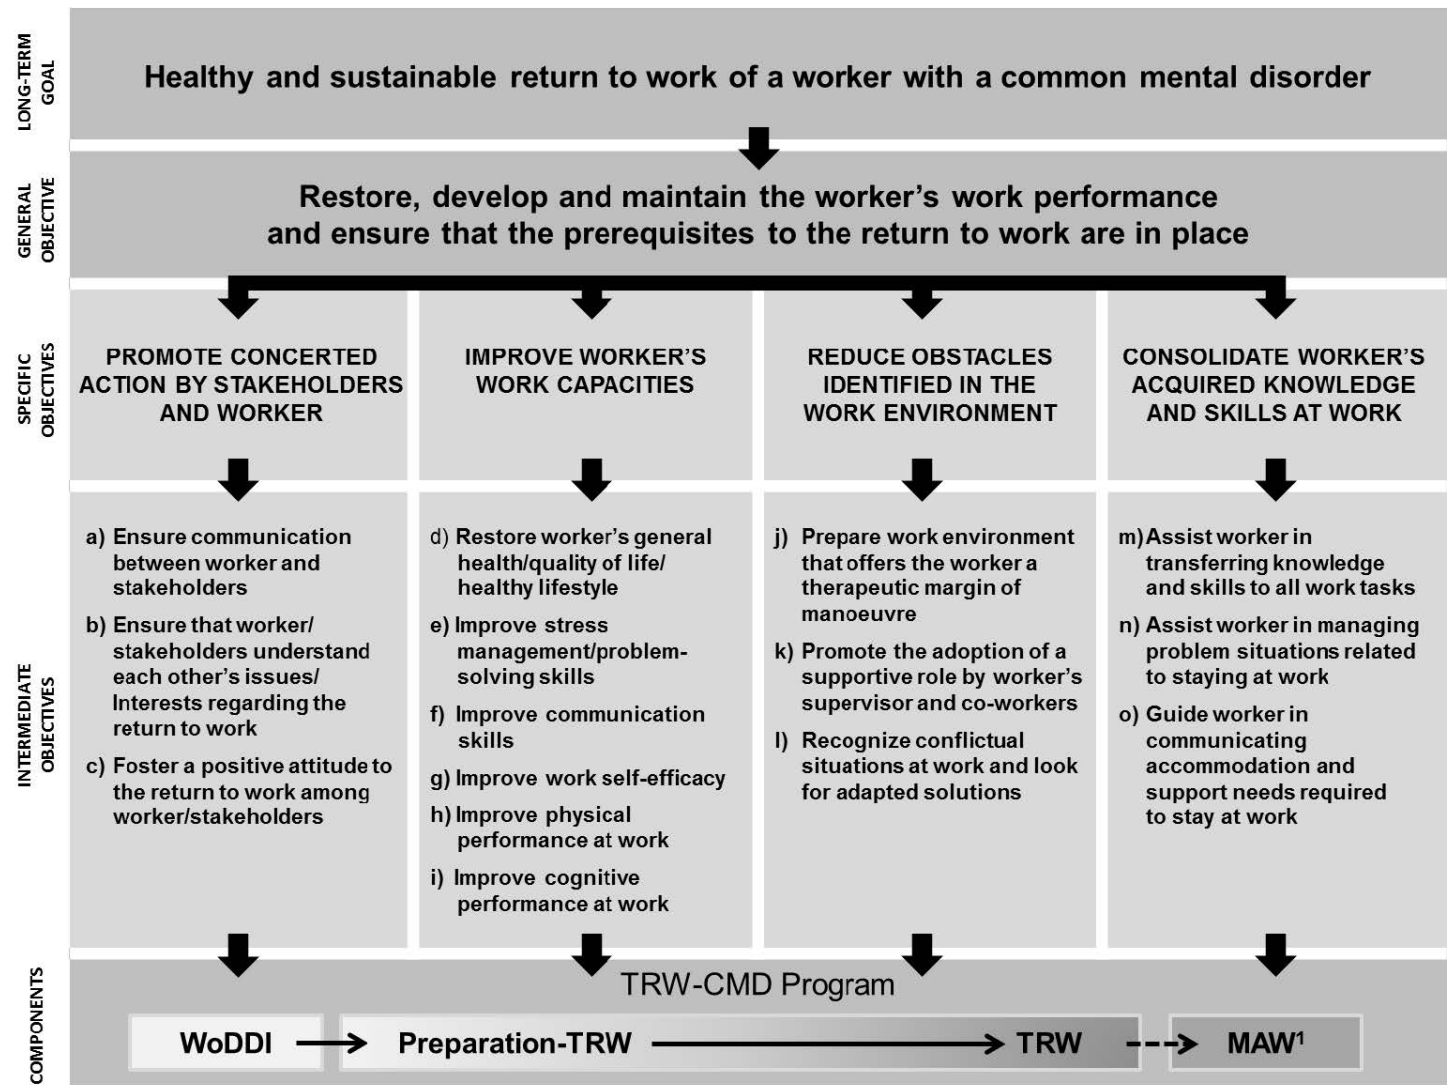 LONG-TERM
GOAL
Healthy and sustainable return to work of a worker with a common mental disorder
GENERAL
OBJECTIVE
Restore, develop and maintain the worker's work performance
and ensure that the prerequisites to the return to work are in place
SPECIFIC
OBJECTIVES
PROMOTE CONCERTED
ACTION BY STAKEHOLDERS
AND WORKER
IMPROVE WORKER'S
WORK CAPACITIES
REDUCE OBSTACLES
IDENTIFIED IN THE
WORK ENVIRONMENT
CONSOLIDATE WORKER'S
ACQUIRED KNOWLEDGE
AND SKILLS AT WORK
INTERMEDIATE
OBJECTIVES
a) Ensure communication
between worker and
stakeholders
b) Ensure that worker/
stakeholders understand
each other's issues/
Interests regarding the
return to work
c) Foster a positive attitude to
the return to work among
worker/stakeholders
d) Restore worker's general
health/quality of life/
healthy lifestyle
e) Improve stress
management/problem-
solving skills
f) Improve communication
skills
g) Improve work self-efficacy
h) Improve physical
performance at work
i) Improve cognitive
performance at work
j) Prepare work environment
that offers the worker a
therapeutic margin of
manoeuvre
k) Promote the adoption of a
supportive role by worker's
supervisor and co-workers
l) Recognize conflictual
situations at work and look
for adapted solutions
m) Assist worker in
transferring knowledge
and skills to all work tasks
n) Assist worker in managing
problem situations related
to staying at work
o) Guide worker in
communicating
accommodation and
support needs required
to stay at work
COMPONENTS
TRW-CMD Program
WoDDI
Preparation-TRW
TRW
MAW¹